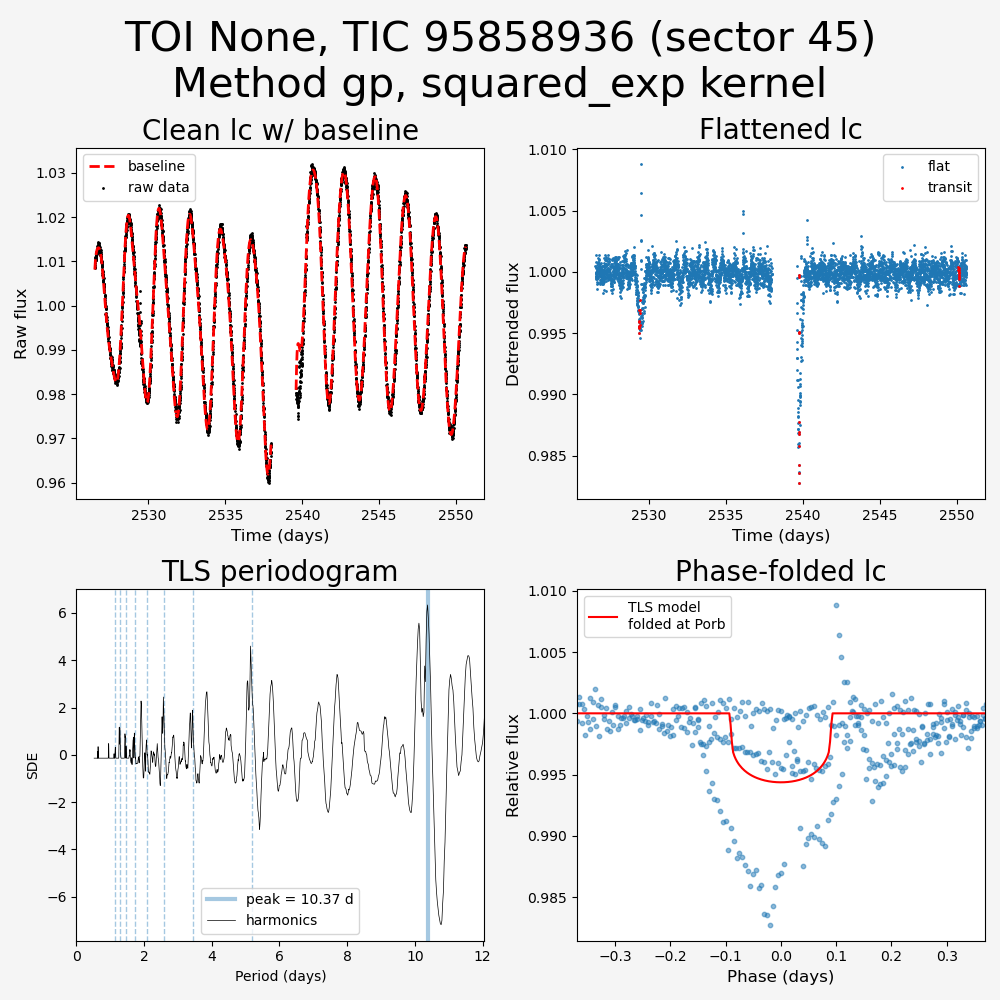 TOI None, TIC 95858936 (sector 45)
Method gp, squared_exp kernel
Clean lc w/ baseline
baseline
raw data
1.03
1.02
1.01
1.00
0.99
0.98
0.97
0.96
Raw flux
2530
2535
2540
2545
2550
Time (days)
Flattened lc
flat
transit
1.010
1.005
1.000
0.995
0.990
0.985
Detrended flux
2530
2535
2540
2545
2550
Time (days)
TLS periodogram
6
4
2
0
−2
−4
−6
SDE
peak = 10.37 d
harmonics
0
2
4
6
8
10
12
Period (days)
Phase-folded lc
TLS model
folded at Porb
1.010
1.005
1.000
0.995
0.990
0.985
Relative flux
−0.3
−0.2
−0.1
0.0
0.1
0.2
0.3
Phase (days)